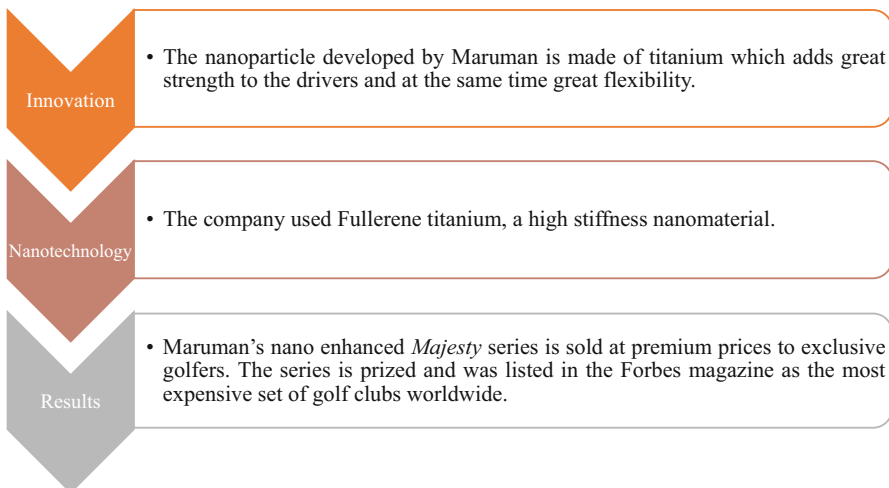 Innovation
• The nanoparticle developed by Maruman is made of titanium which adds great
strength to the drivers and at the same time great flexibility.
Nanotechnology
• The company used Fullerene titanium, a high stiffness nanomaterial.
Results
• Maruman’s nano enhanced Majesty series is sold at premium prices to exclusive
golfers. The series is prized and was listed in the Forbes magazine as the most
expensive set of golf clubs worldwide.